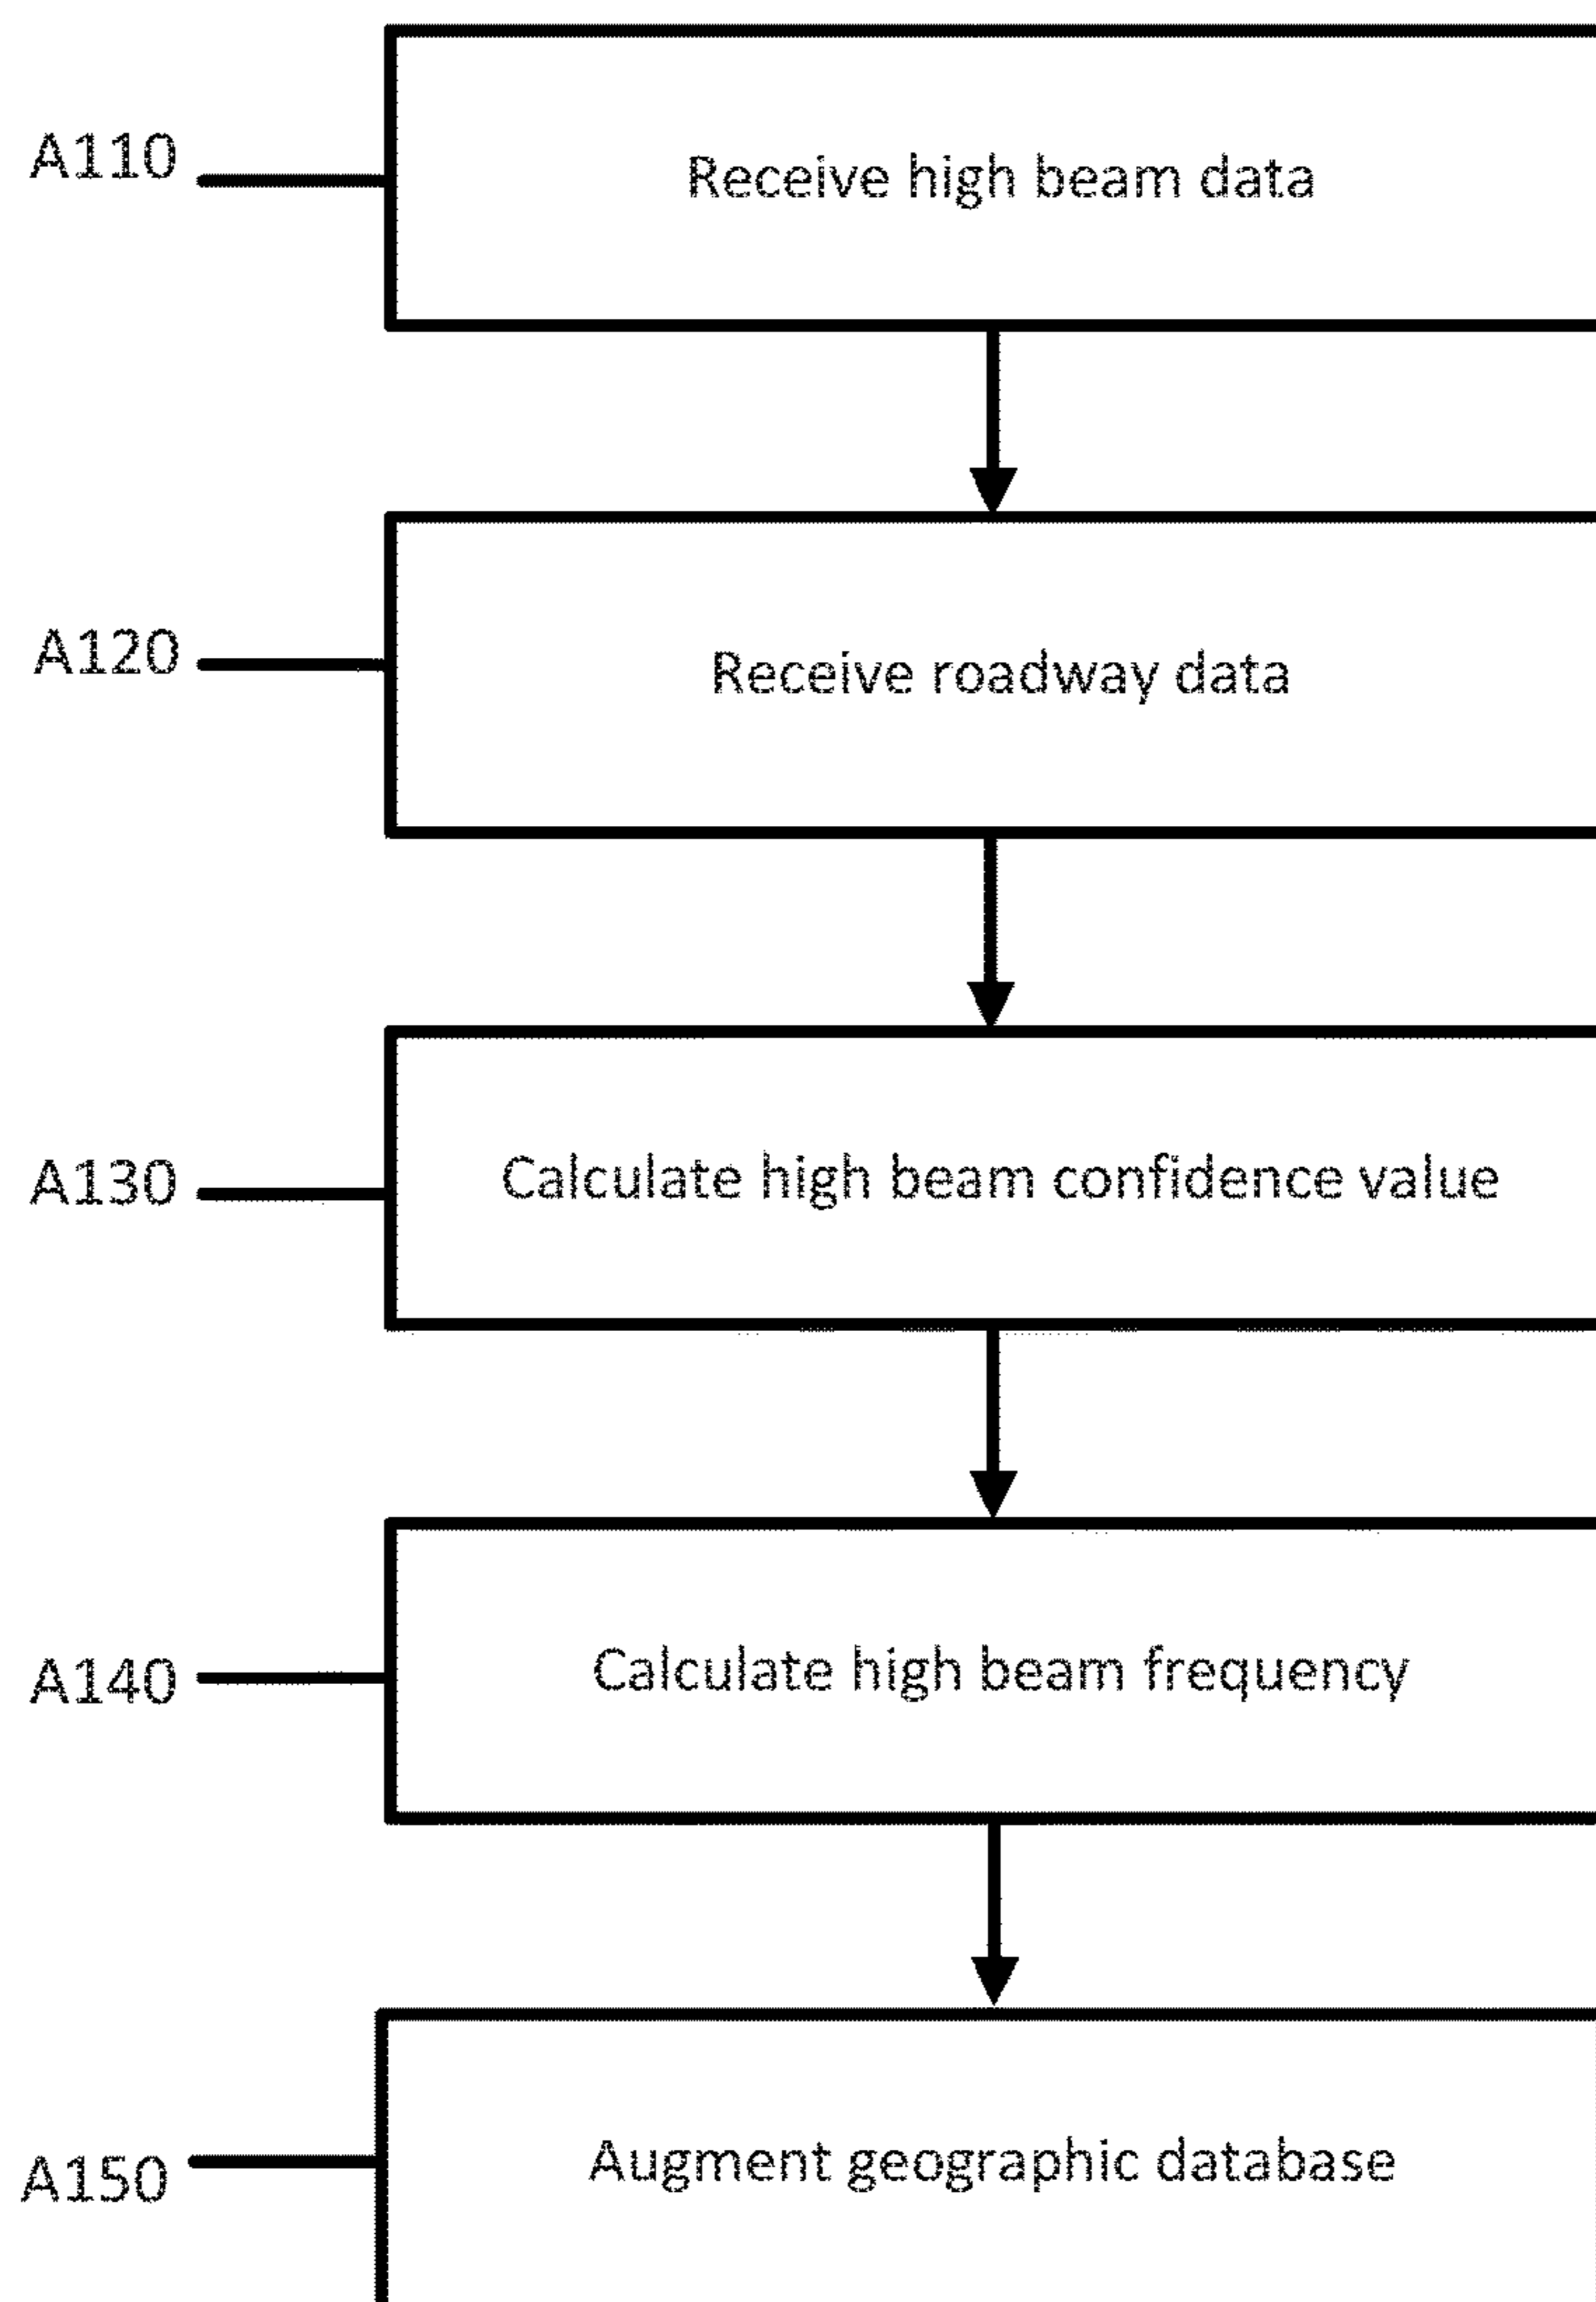 A110
Receive high beam data
A120
Receive roadway data
A130
Calculate high beam confidence value
A140
Calculate high beam frequency
A150
Augment geographic database